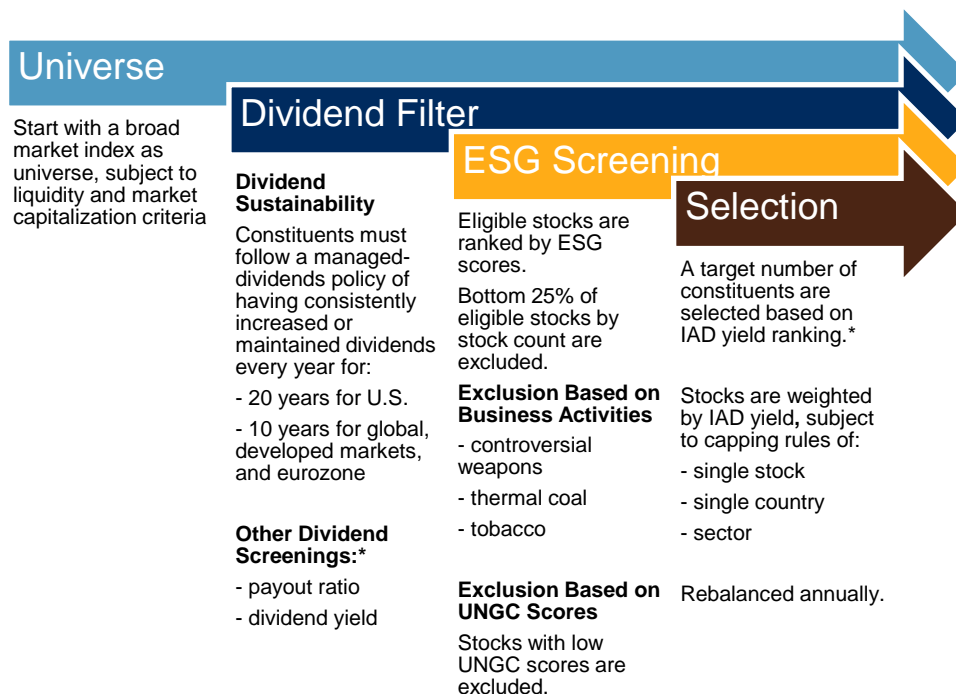 Universe
Start with a broad
market index as
universe, subject to
liquidity and market
capitalization criteria
Dividend Filter
Dividend
Sustainability
Constituents must
follow a managed-
dividends policy of
having consistently
increased or
maintained dividends
every year for:
- 20 years for U.S.
- 10 years for global,
developed markets,
and eurozone
Other Dividend
Screenings:*
- payout ratio
- dividend yield
ESG Screening
Eligible stocks are
ranked by ESG
scores.
Bottom 25% of
eligible stocks by
stock count are
excluded.
Exclusion Based on
Business Activities
- controversial
weapons
- thermal coal
- tobacco
Exclusion Based on
UNGC Scores
Stocks with low
UNGC scores are
excluded.
Selection
A target number of
constituents are
selected based on
IAD yield ranking.*
Stocks are weighted
by IAD yield, subject
to capping rules of:
- single stock
- single country
- sector
Rebalanced annually.